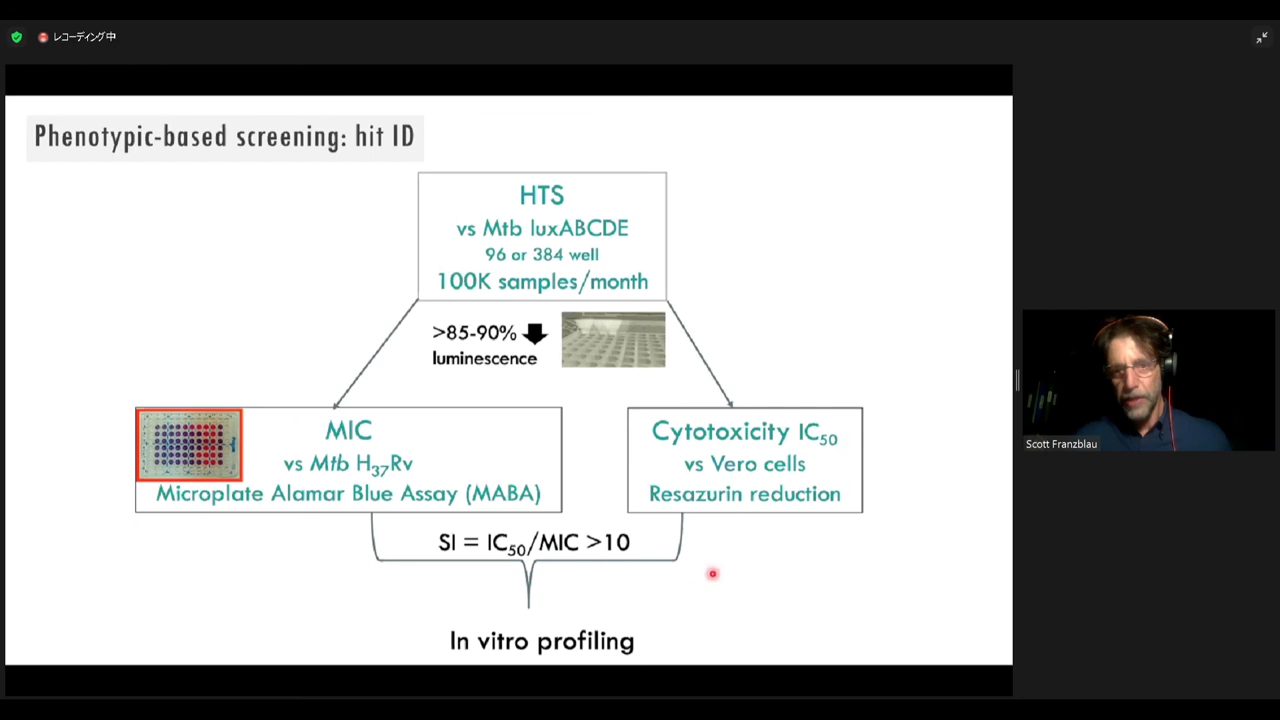 レコーディング中
Phenotypic-based screening: hit ID
HTS
vs Mtb luxABCDE
96 or 384 well
100K samples/month
>85-90%
luminescence
MIC
vs Mtb H37Rv
Microplate Alamar Blue Assay (MABA)
Cytotoxicity IC50
vs Vero cells
Resazurin reduction
SI = IC50/MIC >10
In vitro profiling
Scott Franzblau